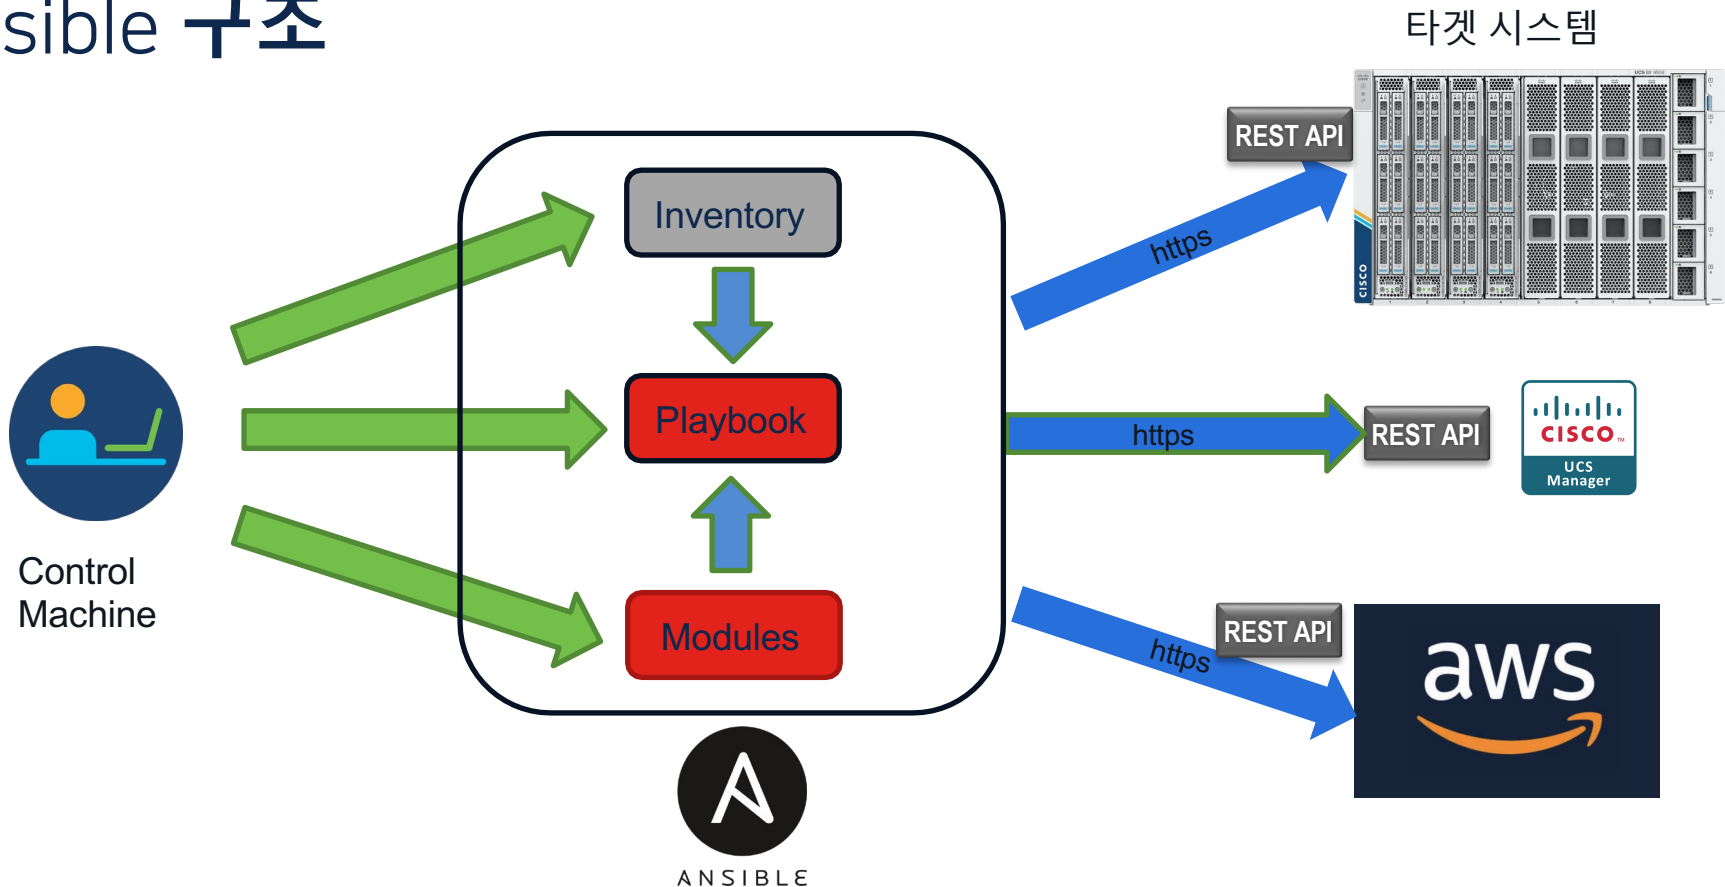 sible 구조
타겟 시스템
REST API
Inventory
https
CISCO
Playbook
https
REST API
CISCO
UCS
Manager
Control
Machine
Modules
REST API
https
aws
ANSIBLE